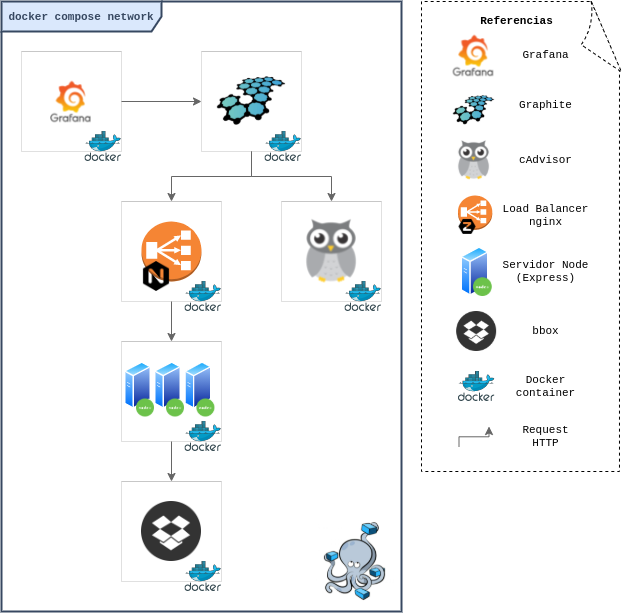 docker compose network
Grafana
docker
docker
docker
docker
docker
docker
Referencias
Grafana
Grafana
Graphite
cAdvisor
Load Balancer
nginx
Servidor Node
(Express)
bbox
docker
Docker
container
Request
HTTP